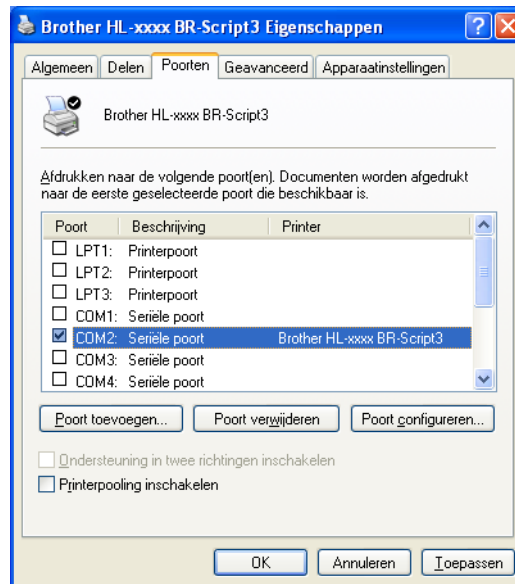 Brother HL-xxxx BR-Script3 Eigenschappen
Algemeen Delen Poorten Geavanceerd Apparaatinstellingen
Brother HL-xxxx BR-Script3
Afdrukken naar de volgende poort(en). Documenten worden afgedrukt
naar de eerste geselecteerde poort die beschikbaar is.
Poort Beschrijving Printer
LPT1: Printerpoort
LPT2: Printerpoort
LPT3: Printerpoort
COM1: Seriële poort
COM2: Seriële poort Brother HL-xxxx BR-Script3
COM3: Seriële poort
COM4: Seriële poort
Poort toevoegen... Poort verwijderen Poort configureren...
Ondersteuning in twee richtingen inschakelen
Printerpooling inschakelen
OK Annuleren Toepassen